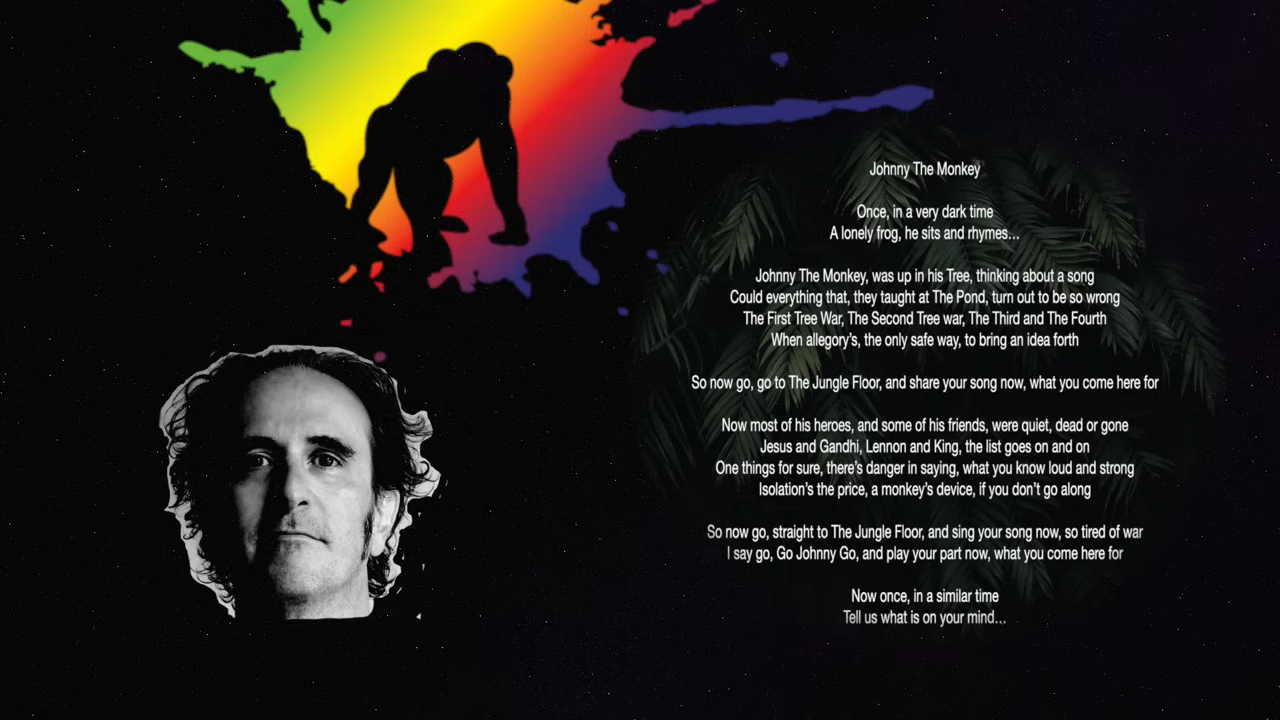 Johnny The Monkey
Once, in a very dark time
A lonely frog, he sits and rhymes...
Johnny The Monkey, was up in his Tree, thinking about a song
Could everything that, they taught at The Pond, turn out to be so wrong
The First Tree War, The Second Tree war, The Third and The Fourth
When allegory's, the only safe way, to bring an idea forth
So now go, go to The Jungle Floor, and share your song now, what you come here for
Now most of his heroes, and some of his friends, were quiet, dead or gone
Jesus and Gandhi, Lennon and King, the list goes on and on
One things for sure, there's danger in saying, what you know loud and strong
Isolation's the price, a monkey's device, if you don't go along
So now go, straight to The Jungle Floor, and sing your song now, so tired of war
I say go, Go Johnny Go, and play your part now, what you come here for
Now once, in a similar time
Tell us what is on your mind...